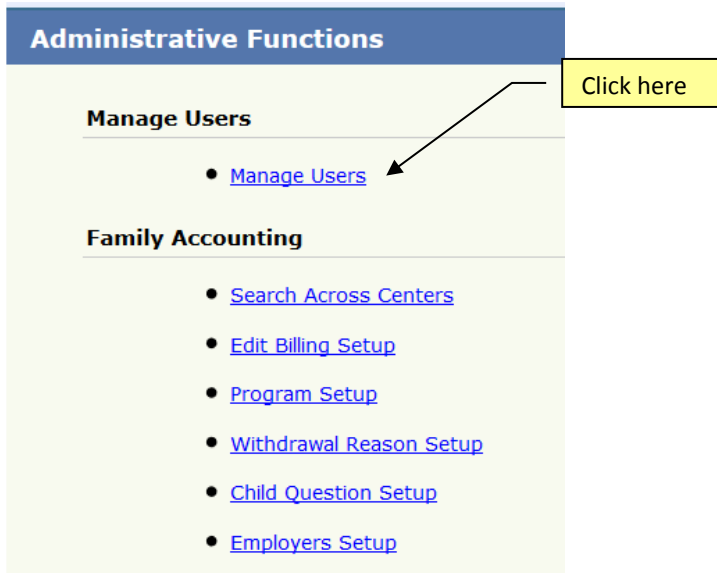 Administrative Functions
Click here
Manage Users
Manage Users
Family Accounting
Search Across Centers
Edit Billing Setup
Program Setup
Withdrawal Reason Setup
Child Question Setup
Employers Setup